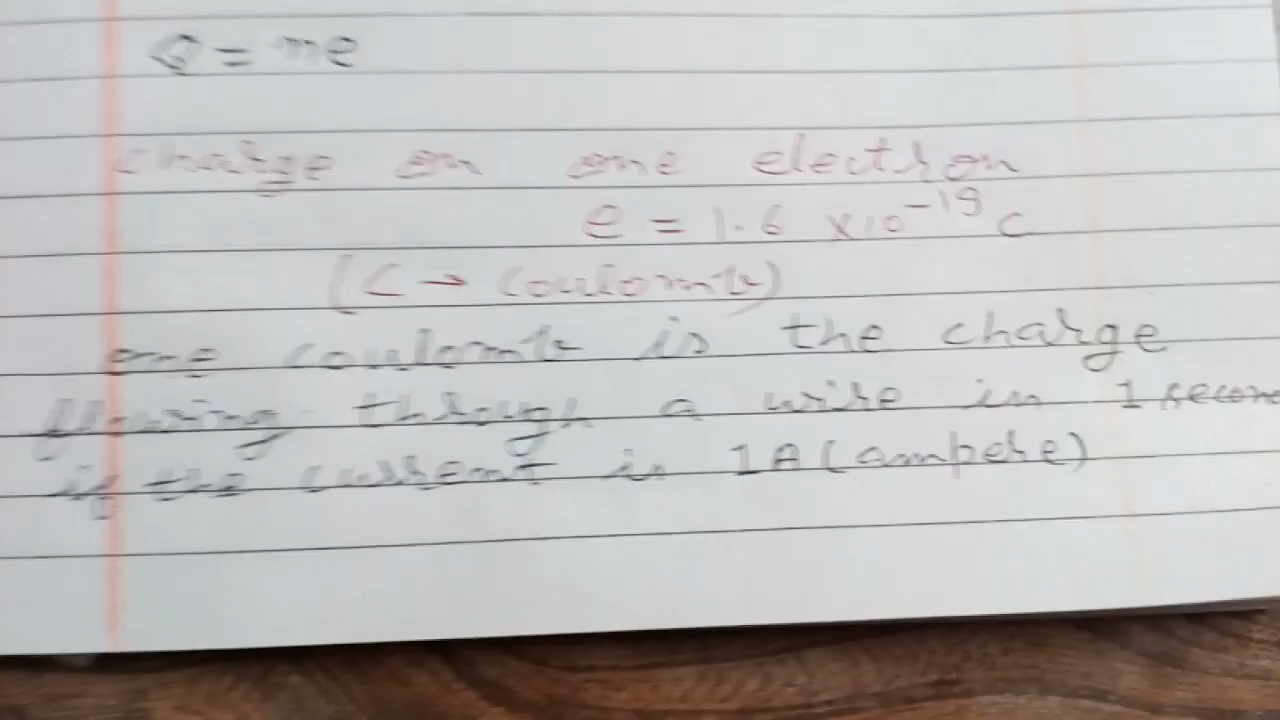 Q = ne
charge on one electron
e = 1.6 × 10⁻¹⁹ C
(C → coulomb)
one coulomb is the charge
flowing through a wire in 1 second
if the current is 1A (ampere)